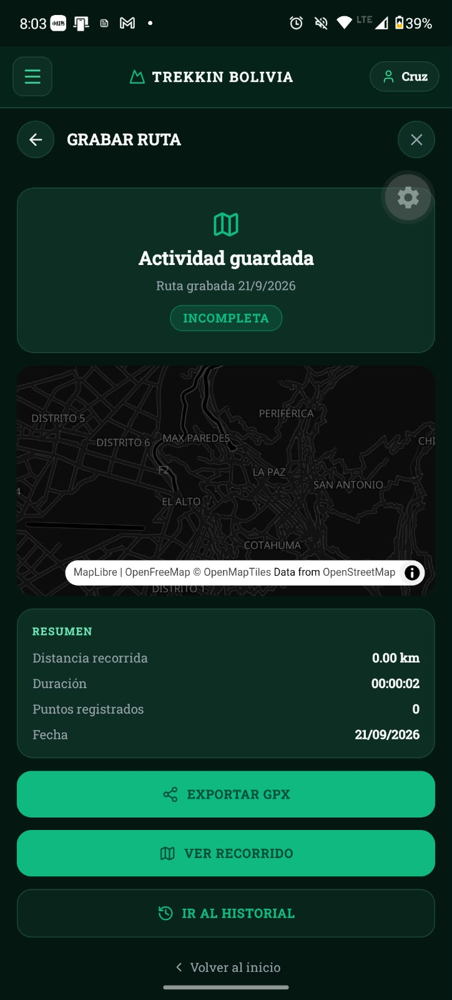 8:03 LTE 39%
TREKKIN BOLIVIA
Cruz
GRABAR RUTA
Actividad guardada
Ruta grabada 21/9/2026
INCOMPLETA
PERIFÉRICA
DISTRITO 5
MAX PAREDES
CHI
DISTRITO 6
F2
LA PAZ
SAN ANTONIO
4
EL ALTO
COTAHUMA
MapLibre | OpenFreeMap © OpenMapTiles Data from OpenStreetMap
DISTRITO 1
RESUMEN
Distancia recorrida 0.00 km
Duración 00:00:02
Puntos registrados 0
Fecha 21/09/2026
EXPORTAR GPX
VER RECORRIDO
IR AL HISTORIAL
Volver al inicio